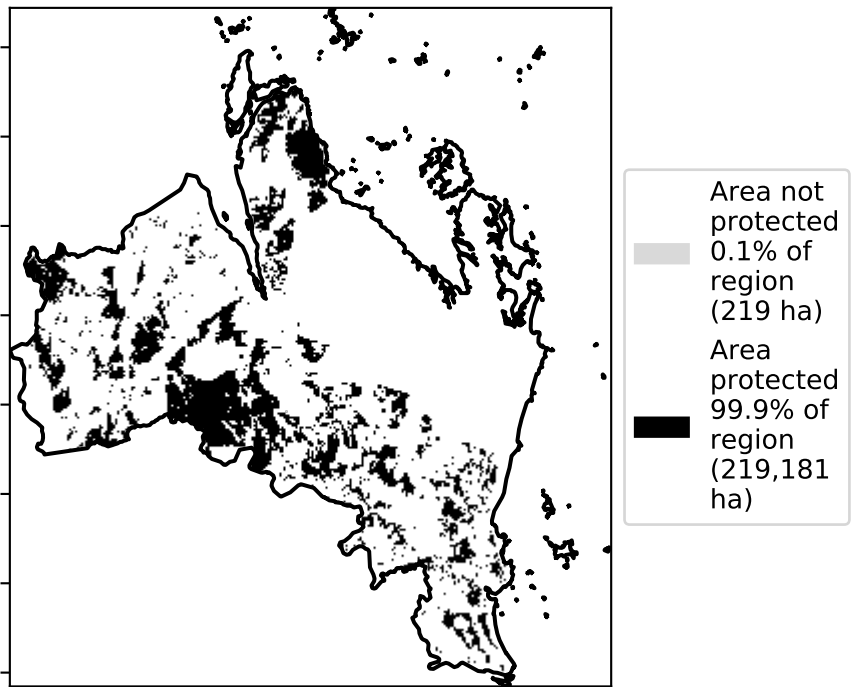 Area not
protected
0.1% of
region
(219 ha)
Area
protected
99.9% of
region
(219,181
ha)